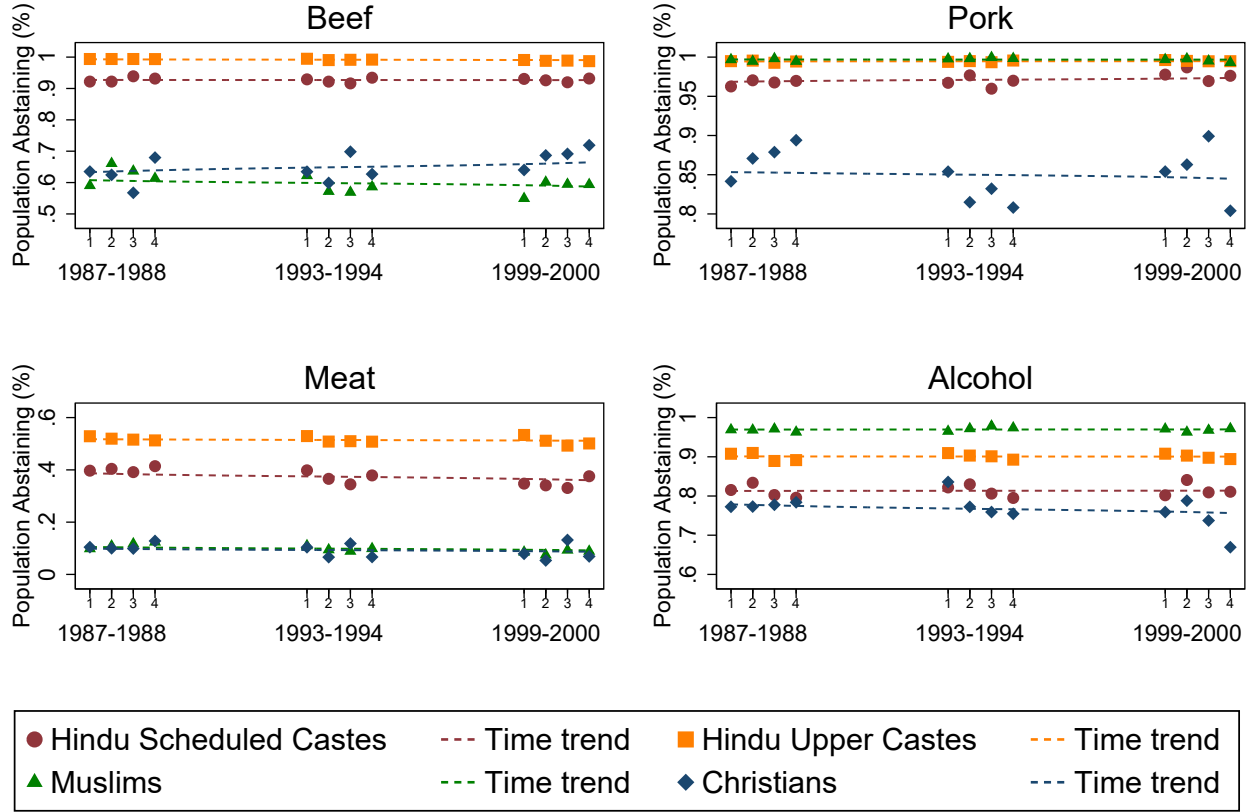 Beef
Population Abstaining (%)
1
.9
.8
.7
.6
.5
1 2 3 4 1 2 3 4 1 2 3 4
1987-1988 1993-1994 1999-2000
Pork
Population Abstaining (%)
1
.95
.9
.85
.8
1 2 3 4 1 2 3 4 1 2 3 4
1987-1988 1993-1994 1999-2000
Meat
Population Abstaining (%)
.6
.4
.2
0
1 2 3 4 1 2 3 4 1 2 3 4
1987-1988 1993-1994 1999-2000
Alcohol
Population Abstaining (%)
1
.9
.8
.7
.6
1 2 3 4 1 2 3 4 1 2 3 4
1987-1988 1993-1994 1999-2000
Hindu Scheduled Castes Time trend Hindu Upper Castes Time trend
Muslims Time trend Christians Time trend